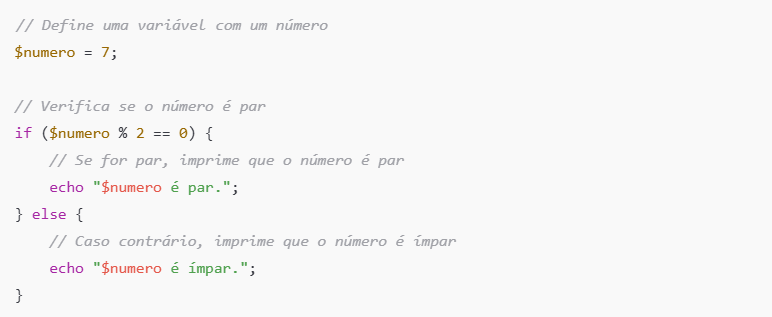 // Define uma variável com um número
$numero = 7;
// Verifica se o número é par
if ($numero % 2 == 0) {
// Se for par, imprime que o número é par
echo "$numero é par.";
} else {
// Caso contrário, imprime que o número é ímpar
echo "$numero é ímpar.";
}